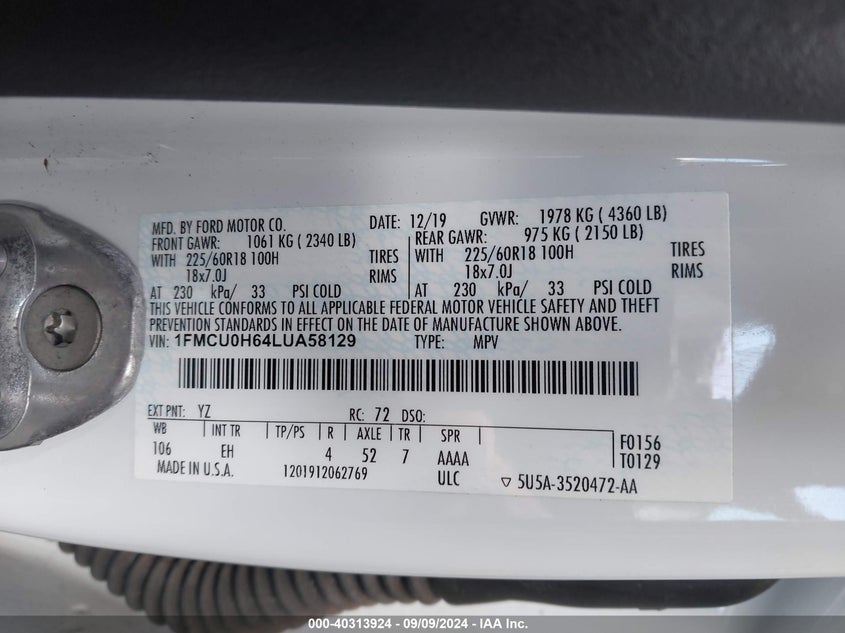 MFD. BY FORD MOTOR CO. DATE: 12/19 GVWR: 1978 KG ( 4360 LB)
FRONT GAWR: 1061 KG ( 2340 LB) REAR GAWR: 975 KG ( 2150 LB)
WITH 225/60R18 100H TIRES WITH 225/60R18 100H TIRES
18x7.0J RIMS 18x7.0J RIMS
AT 230 kPa/ 33 PSI COLD AT 230 kPa/ 33 PSI COLD
THIS VEHICLE CONFORMS TO ALL APPLICABLE FEDERAL MOTOR VEHICLE SAFETY AND THEFT
PREVENTION STANDARDS IN EFFECT ON THE DATE OF MANUFACTURE SHOWN ABOVE.
VIN: 1FMCU0H64LUA58129 TYPE: MPV
EXT PNT: YZ RC: 72 DSO:
WB INT TR TP/PS R AXLE TR SPR F0156
106 EH 4 52 7 AAAA T0129
MADE IN U.S.A. 1201912062769 ULC ▽ 5U5A-3520472-AA
000-40313924 - 09/09/2024 - IAA Inc.